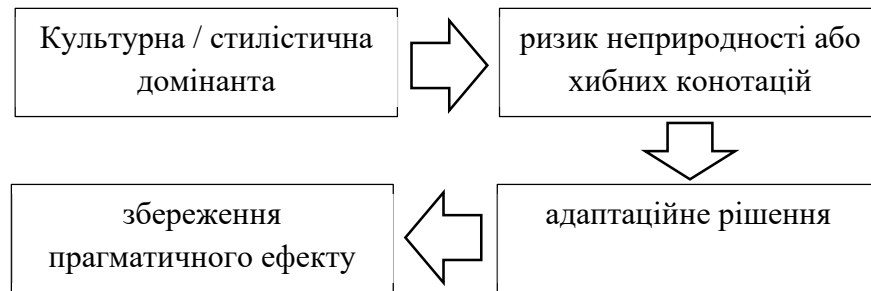 Культурна / стилістична
домінанта
ризик неприродності або
хибних конотацій
адаптаційне рішення
збереження
прагматичного ефекту